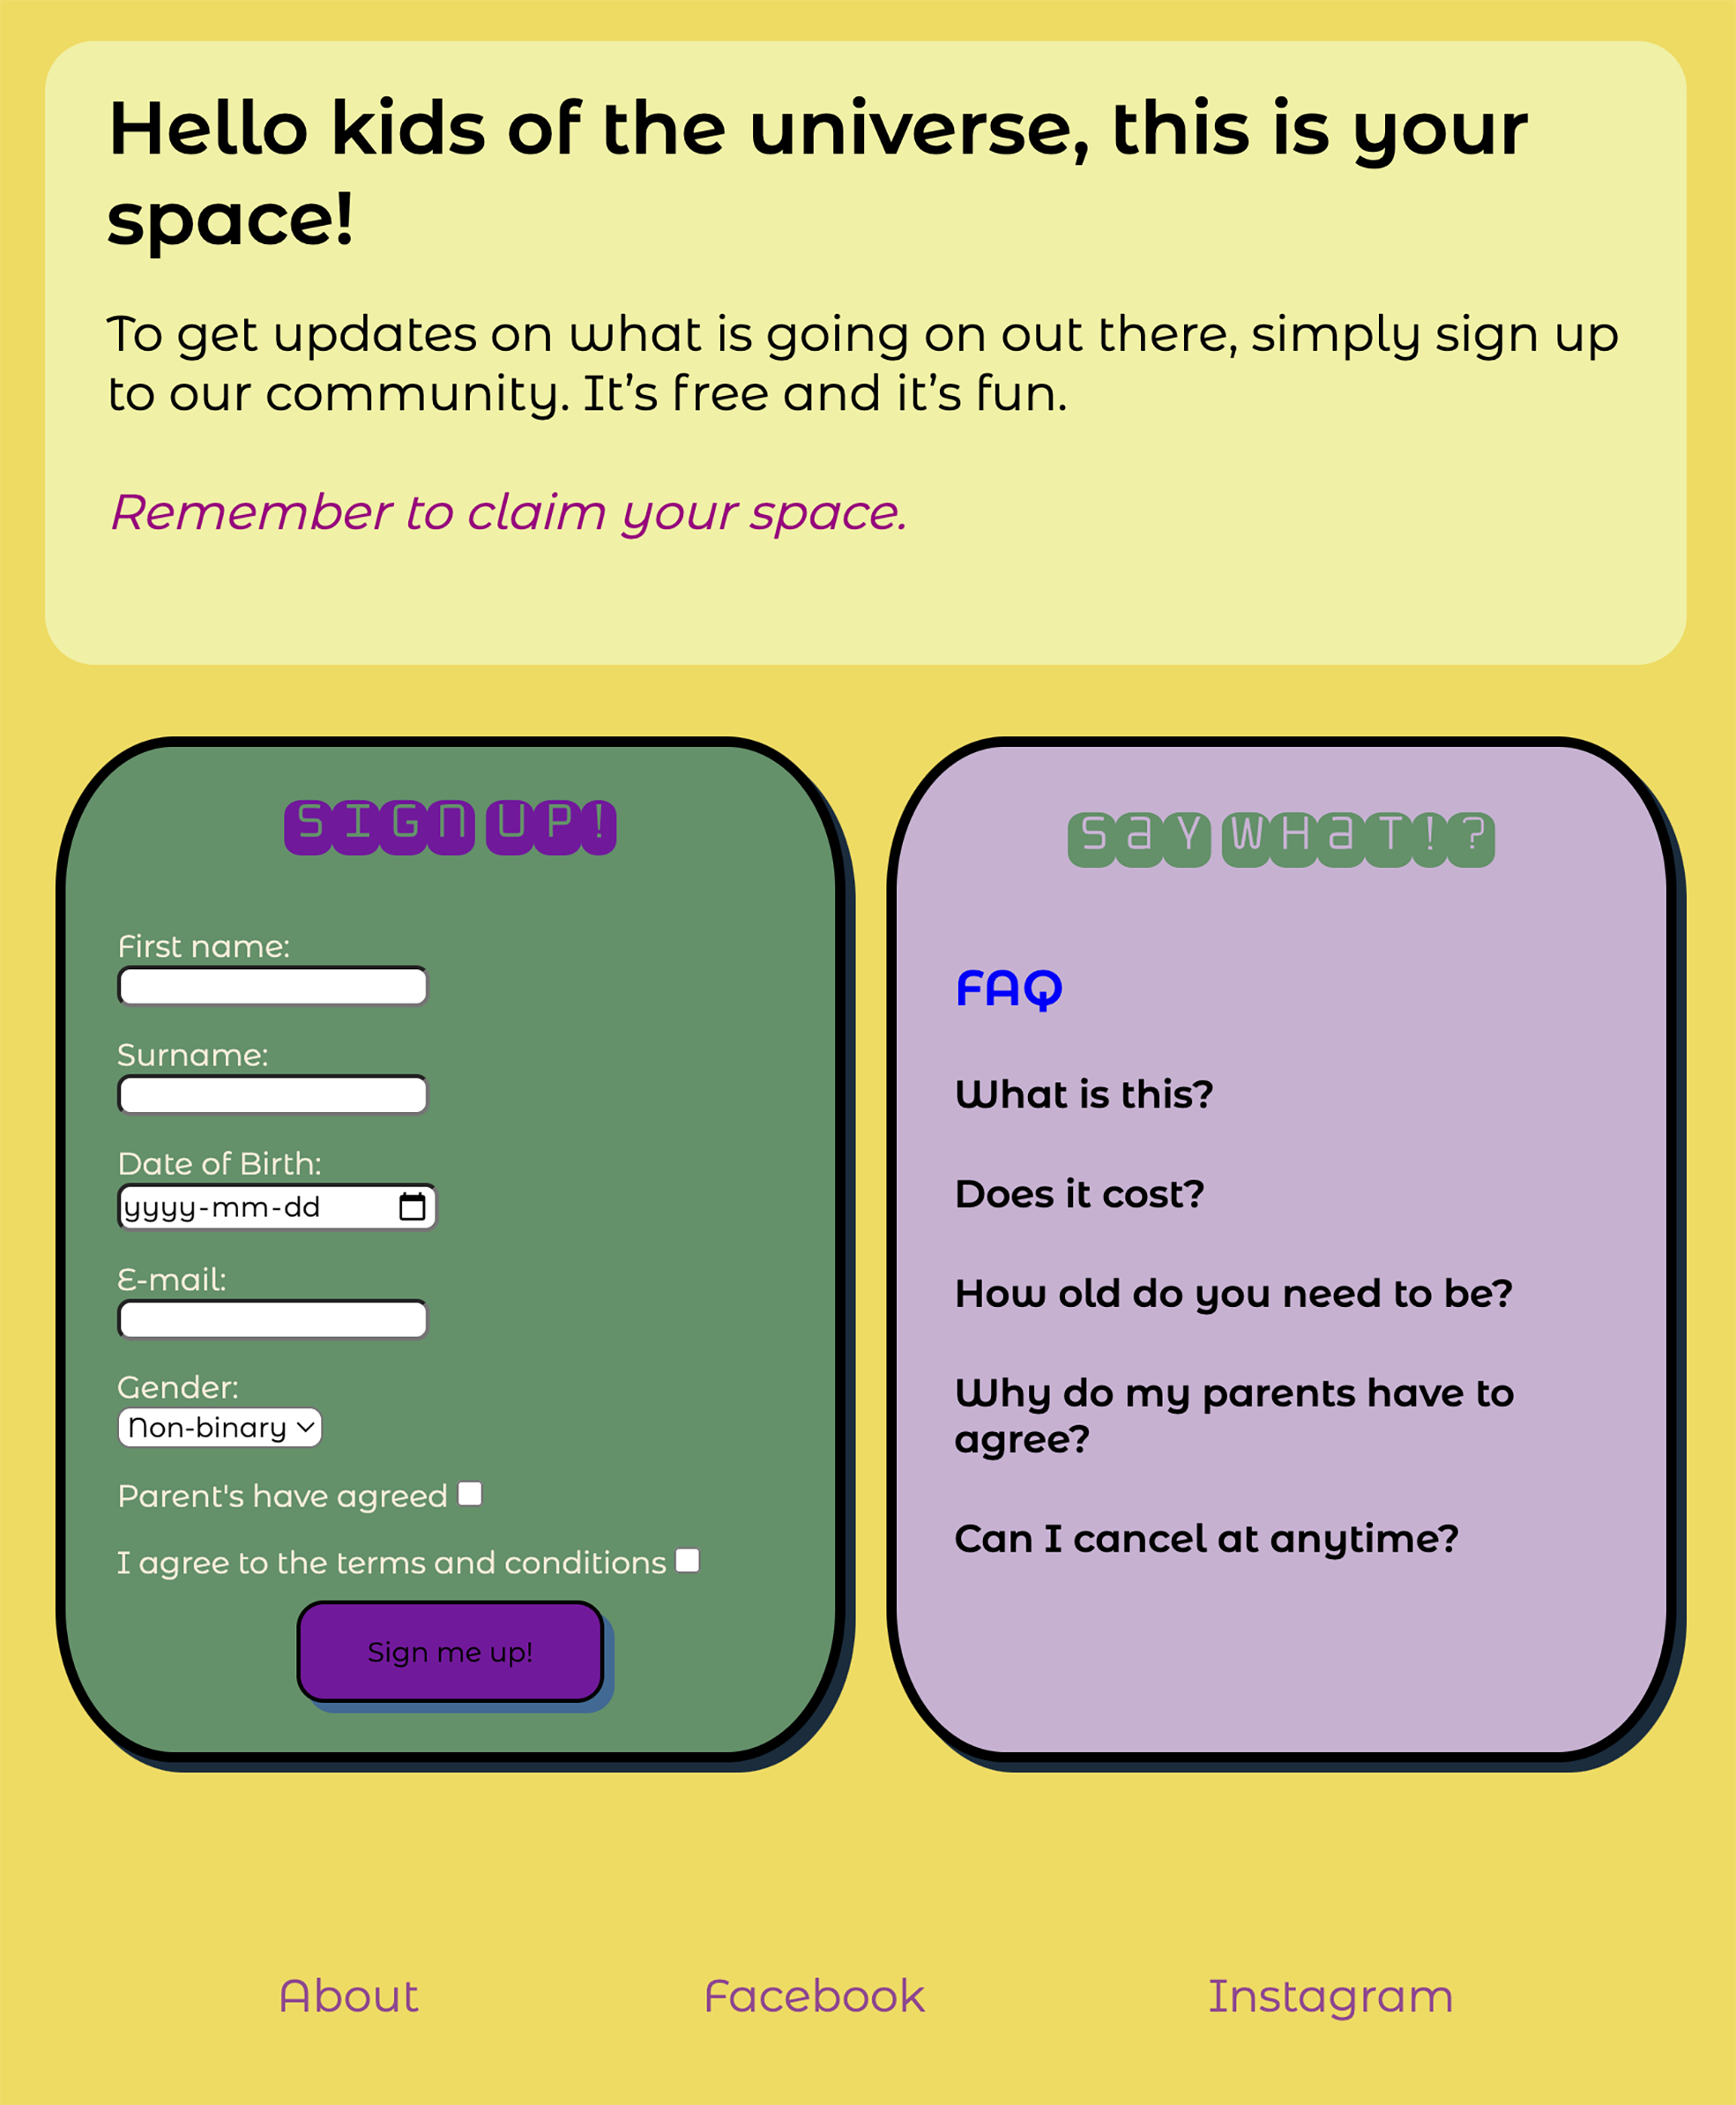 Hello kids of the universe, this is your
space!
To get updates on what is going on out there, simply sign up
to our community. It’s free and it’s fun.
Remember to claim your space.
SIGN UP!
First name:
Surname:
Date of Birth:
yyyy-mm-dd
E-mail:
Gender:
Non-binary
Parent's have agreed
I agree to the terms and conditions
Sign me up!
SaY WHaT!?
FAQ
What is this?
Does it cost?
How old do you need to be?
Why do my parents have to
agree?
Can I cancel at anytime?
About Facebook Instagram